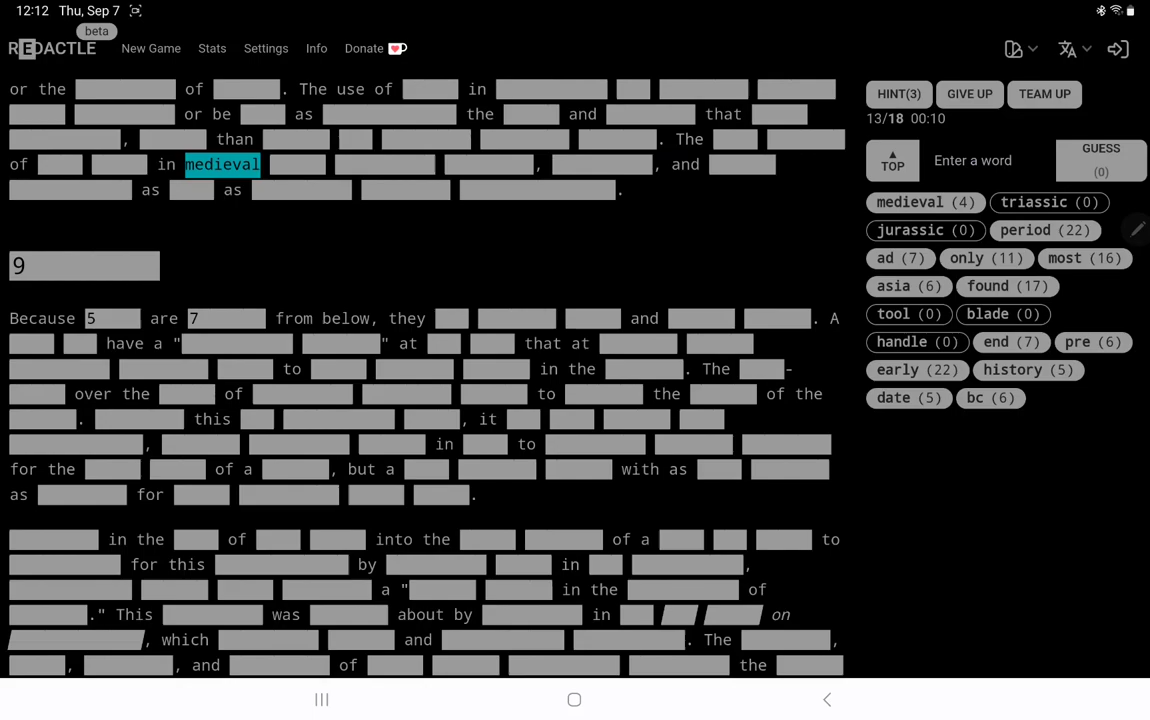 12:12 Thu, Sep 7
beta
REDACTLE New Game Stats Settings Info Donate
or the of . The use of in
or be as the and that
, than . The
of in medieval , , and
as as .
9
Because 5 are 7 from below, they and . A
have a " " at that at
to in the . The -
over the of to the of the
. this , it
, in to
for the of a , but a with as
as for .
in the of into the of a to
for this by in ,
a " in the of
." This was about by in on
, which and . The ,
, , and of the
HINT(3) GIVE UP TEAM UP
13/18 00:10
▲
TOP
Enter a word
GUESS
(0)
medieval (4) triassic (0)
jurassic (0) period (22)
ad (7) only (11) most (16)
asia (6) found (17)
tool (0) blade (0)
handle (0) end (7) pre (6)
early (22) history (5)
date (5) bc (6)